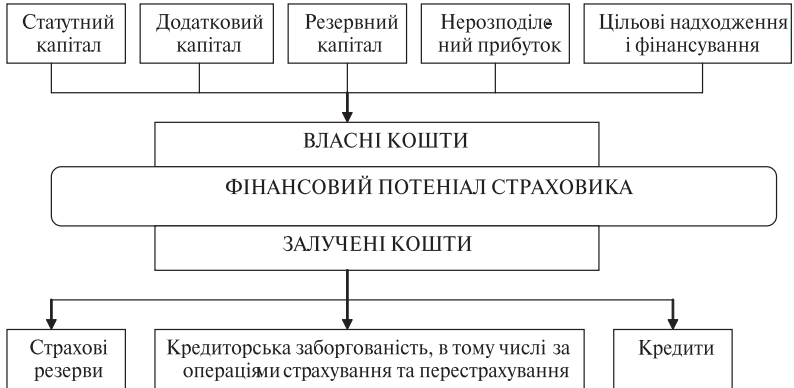 Статутний
капітал
Додатковий
капітал
Резервний
капітал
Нерозподіле-
ний прибуток
Цільові надходження
і фінансування
ВЛАСНІ КОШТИ
ФІНАНСОВИЙ ПОТЕНІАЛ СТРАХОВИКА
ЗАЛУЧЕНІ КОШТИ
Страхові
резерви
Кредиторська заборгованість, в тому числі за
операціями страхування та перестрахування
Кредити